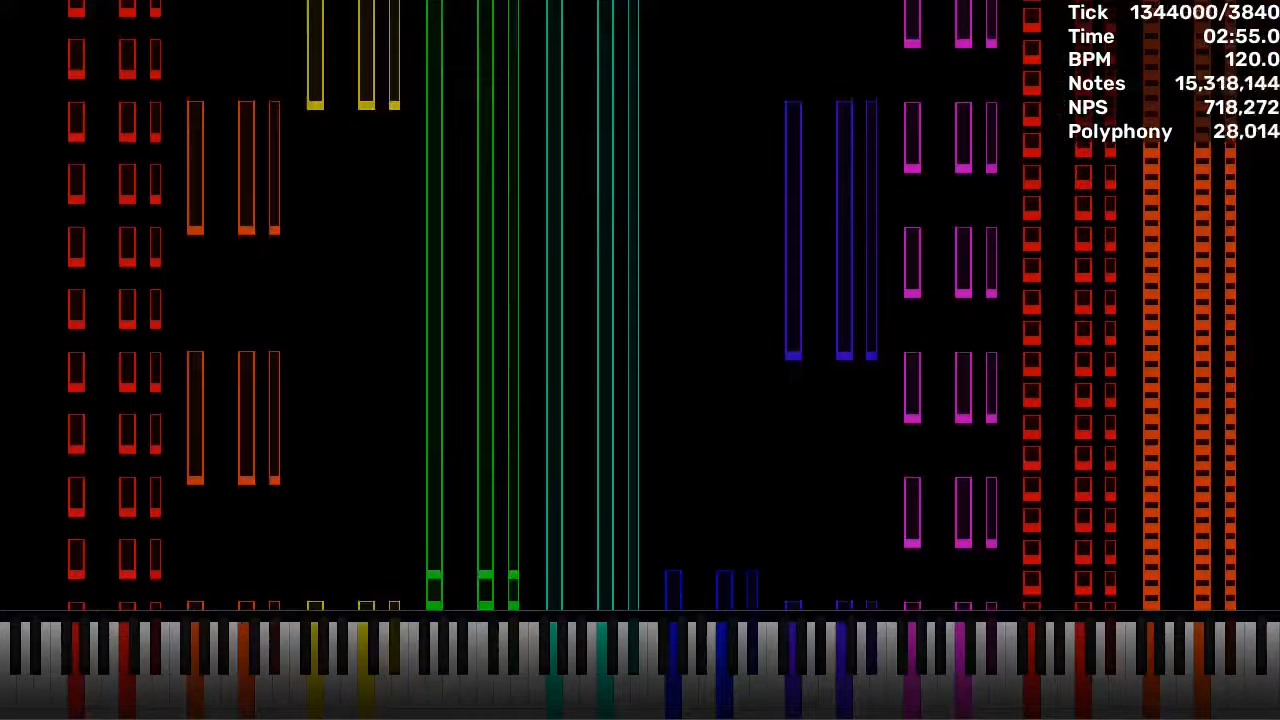 Tick 1344000/3840
Time 02:55.0
BPM 120.0
Notes 15,318,144
NPS 718,272
Polyphony 28,014